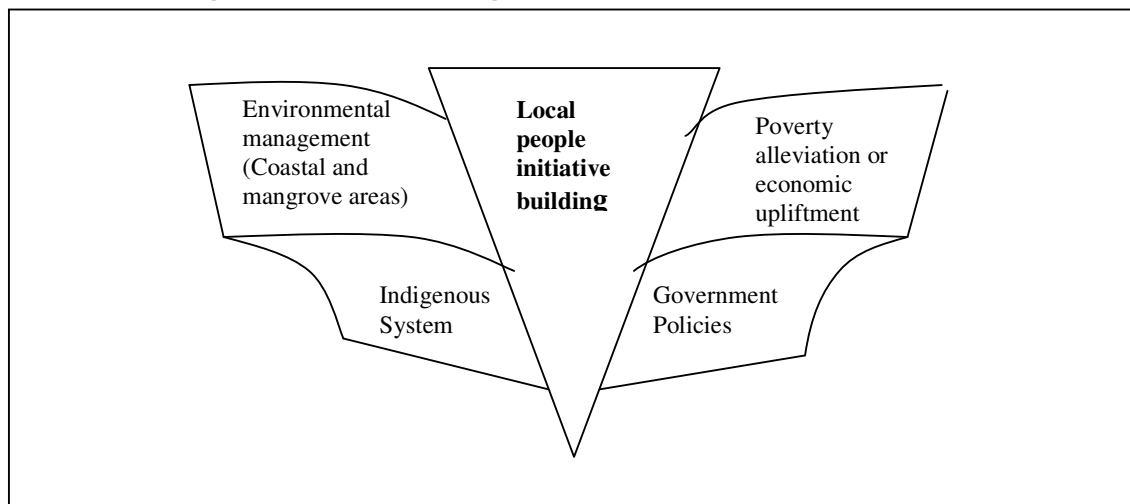 Environmental
management
(Coastal and
mangrove areas)
Local
people
initiative
building
Poverty
alleviation or
economic
upliftment
Indigenous
System
Government
Policies